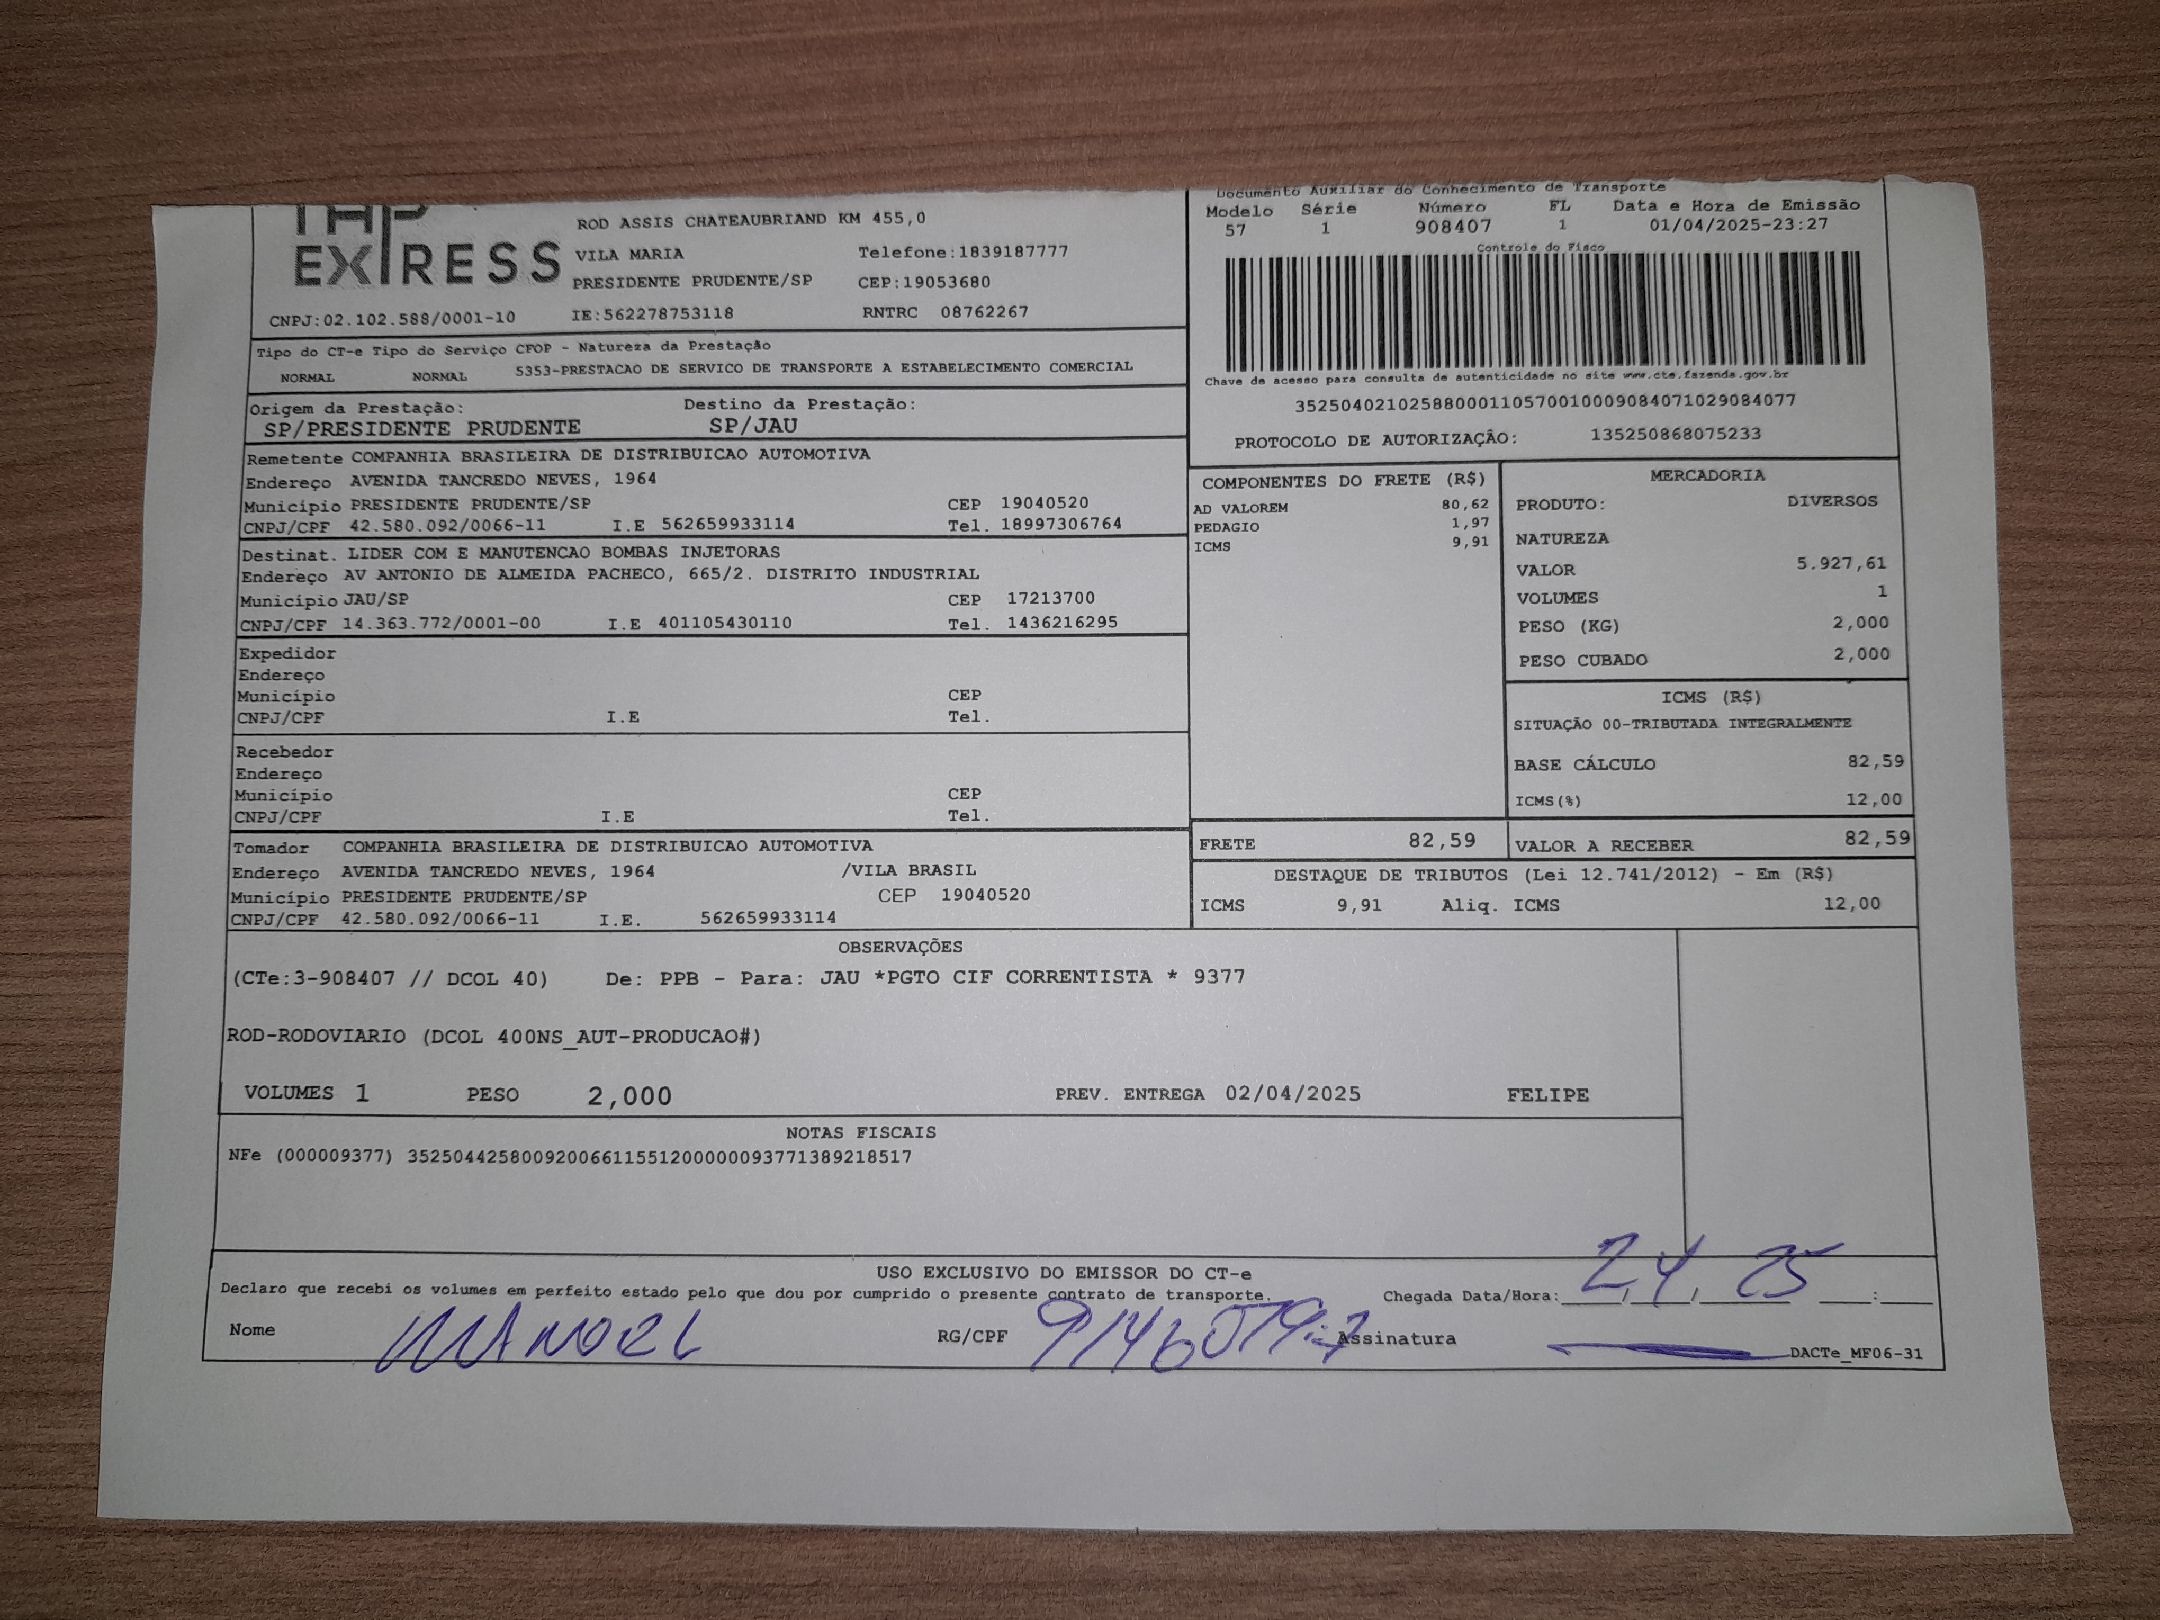 EXPRESS
ROD ASSIS CHATEAUBRIAND KM 455,0
VILA MARIA Telefone:1839187777
PRESIDENTE PRUDENTE/SP CEP:19053680
CNPJ:02.102.588/0001-10 IE:562278753118 RNTRC 08762267
Documento Auxiliar do Conhecimento de Transporte
Modelo Série Número FL Data e Hora de Emissão
57 1 908407 1 01/04/2025-23:27
Controle do Fisco
Chave de acesso para consulta de autenticidade no site www.cte.fazenda.gov.br
35250402102588000110570010009084071029084077
PROTOCOLO DE AUTORIZAÇÃO: 135250868075233
Tipo do CT-e Tipo do Serviço CFOP - Natureza da Prestação
NORMAL NORMAL 5353-PRESTACAO DE SERVICO DE TRANSPORTE A ESTABELECIMENTO COMERCIAL
Origem da Prestação: Destino da Prestação:
SP/PRESIDENTE PRUDENTE SP/JAU
Remetente COMPANHIA BRASILEIRA DE DISTRIBUICAO AUTOMOTIVA
Endereço AVENIDA TANCREDO NEVES, 1964
Município PRESIDENTE PRUDENTE/SP CEP 19040520
CNPJ/CPF 42.580.092/0066-11 I.E 562659933114 Tel. 18997306764
Destinat. LIDER COM E MANUTENCAO BOMBAS INJETORAS
Endereço AV ANTONIO DE ALMEIDA PACHECO, 665/2. DISTRITO INDUSTRIAL
Município JAU/SP CEP 17213700
CNPJ/CPF 14.363.772/0001-00 I.E 401105430110 Tel. 1436216295
Expedidor
Endereço
Município CEP
CNPJ/CPF I.E Tel.
Recebedor
Endereço
Município CEP
CNPJ/CPF I.E Tel.
Tomador COMPANHIA BRASILEIRA DE DISTRIBUICAO AUTOMOTIVA
Endereço AVENIDA TANCREDO NEVES, 1964 /VILA BRASIL
Município PRESIDENTE PRUDENTE/SP CEP 19040520
CNPJ/CPF 42.580.092/0066-11 I.E. 562659933114
COMPONENTES DO FRETE (R$)
AD VALOREM 80,62
PEDAGIO 1,97
ICMS 9,91
MERCADORIA
PRODUTO: DIVERSOS
NATUREZA
VALOR 5.927,61
VOLUMES 1
PESO (KG) 2,000
PESO CUBADO 2,000
ICMS (R$)
SITUAÇÃO 00-TRIBUTADA INTEGRALMENTE
BASE CÁLCULO 82,59
ICMS(%) 12,00
FRETE 82,59 VALOR A RECEBER 82,59
DESTAQUE DE TRIBUTOS (Lei 12.741/2012) - Em (R$)
ICMS 9,91 Aliq. ICMS 12,00
OBSERVAÇÕES
(CTe:3-908407 // DCOL 40) De: PPB - Para: JAU *PGTO CIF CORRENTISTA * 9377
ROD-RODOVIARIO (DCOL 400NS_AUT-PRODUCAO#)
VOLUMES 1 PESO 2,000 PREV. ENTREGA 02/04/2025 FELIPE
NOTAS FISCAIS
NFe (000009377) 35250442580092006611551200000093771389218517
USO EXCLUSIVO DO EMISSOR DO CT-e
Declaro que recebi os volumes em perfeito estado pelo que dou por cumprido o presente contrato de transporte. Chegada Data/Hora: 2, 4, 25 :
Nome MANOEL RG/CPF Assinatura
DACTe_MF06-31